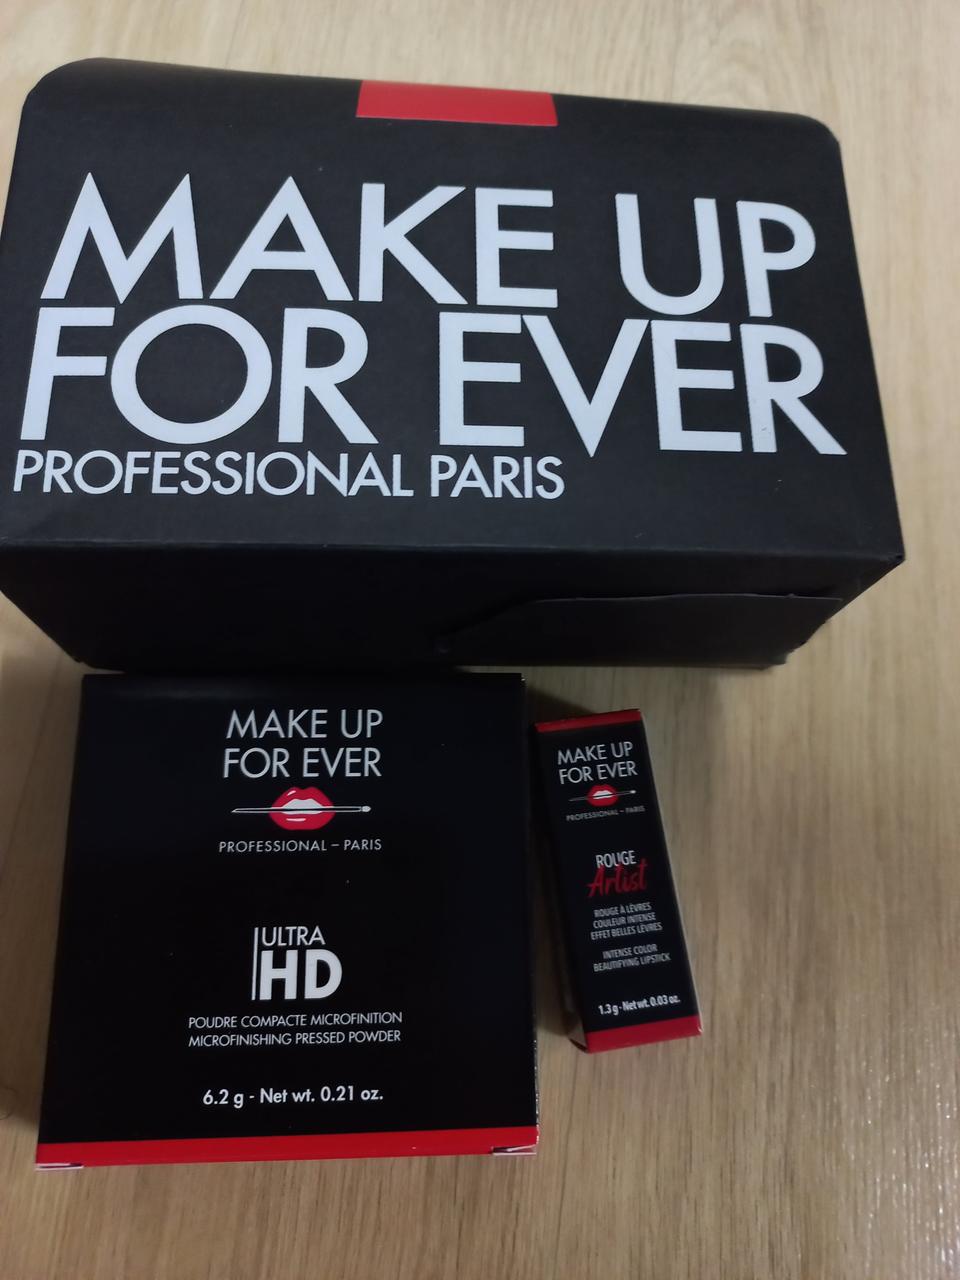 MAKE UP
FOR EVER
PROFESSIONAL PARIS
MAKE UP
FOR EVER
PROFESSIONAL – PARIS
ULTRA
HD
POUDRE COMPACTE MICROFINITION
MICROFINISHING PRESSED POWDER
6.2 g - Net wt. 0.21 oz.
MAKE UP
FOR EVER
PROFESSIONAL – PARIS
ROUGE
Artist
ROUGE À LÈVRES
COULEUR INTENSE
EFFET BELLES LÈVRES
INTENSE COLOR
BEAUTIFYING LIPSTICK
1.3 g - Net wt. 0.03 oz.